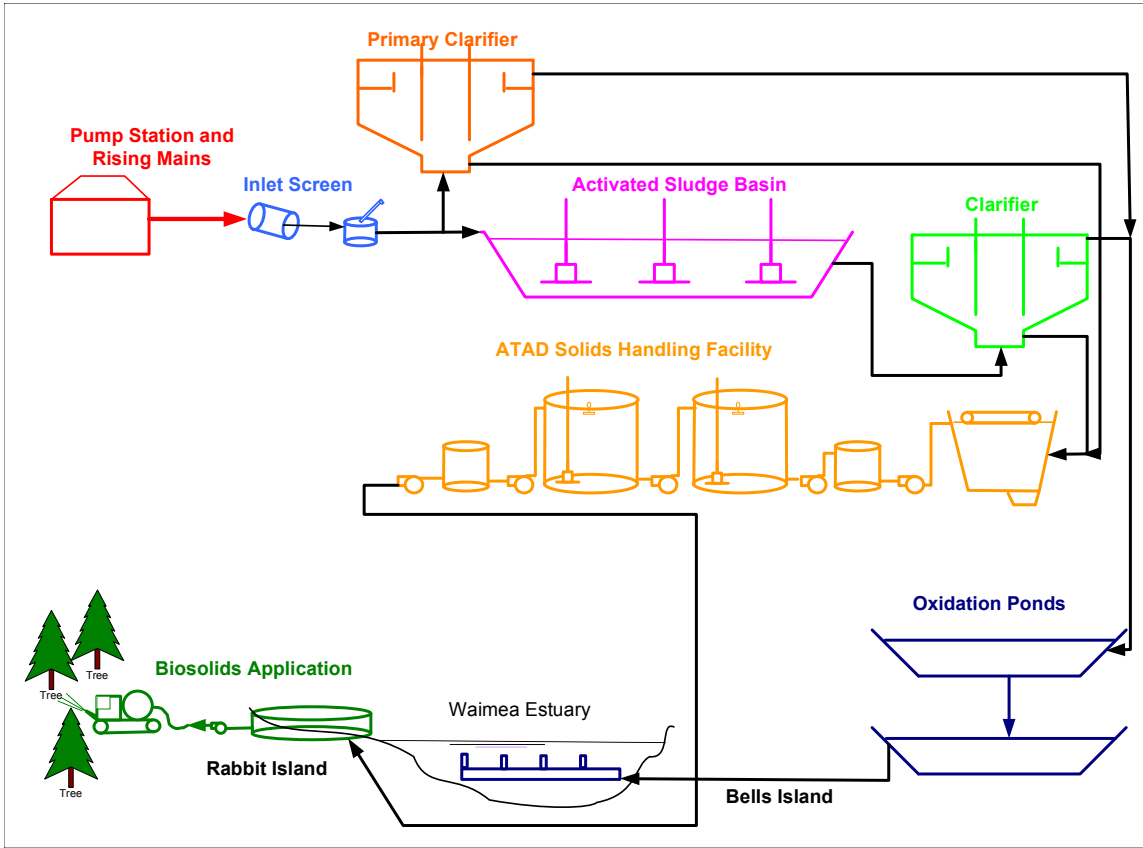 Primary Clarifier
Pump Station and
Rising Mains
Inlet Screen
Activated Sludge Basin
Clarifier
ATAD Solids Handling Facility
Oxidation Ponds
Tree
Tree
Tree
Biosolids Application
Waimea Estuary
Rabbit Island
Bells Island